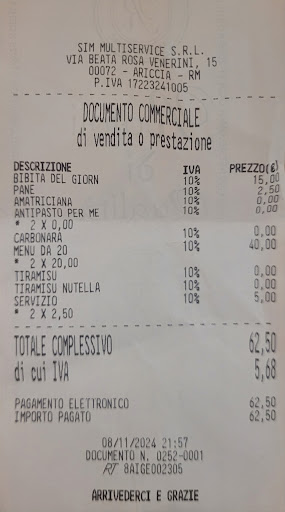 SIM MULTISERVICE S.R.L.
VIA BEATA ROSA VENERINI, 15
00072 - ARICCIA - RM
P.IVA 17223241005
DOCUMENTO COMMERCIALE
di vendita o prestazione
DESCRIZIONE IVA PREZZO(€)
BIBITA DEL GIORN 10% 15,00
PANE 10% 2,50
AMATRICIANA 10% 0,00
ANTIPASTO PER ME 10% 0,00
* 2 X 0,00
CARBONARA 10% 0,00
MENU DA 20 10% 40,00
* 2 X 20,00
TIRAMISU 10% 0,00
TIRAMISU NUTELLA 10% 0,00
SERVIZIO 10% 5,00
* 2 X 2,50
TOTALE COMPLESSIVO 62,50
di cui IVA 5,68
PAGAMENTO ELETTRONICO 62,50
IMPORTO PAGATO 62,50
08/11/2024 21:57
DOCUMENTO N. 0252-0001
RT 8AIGE002305
ARRIVEDERCI E GRAZIE